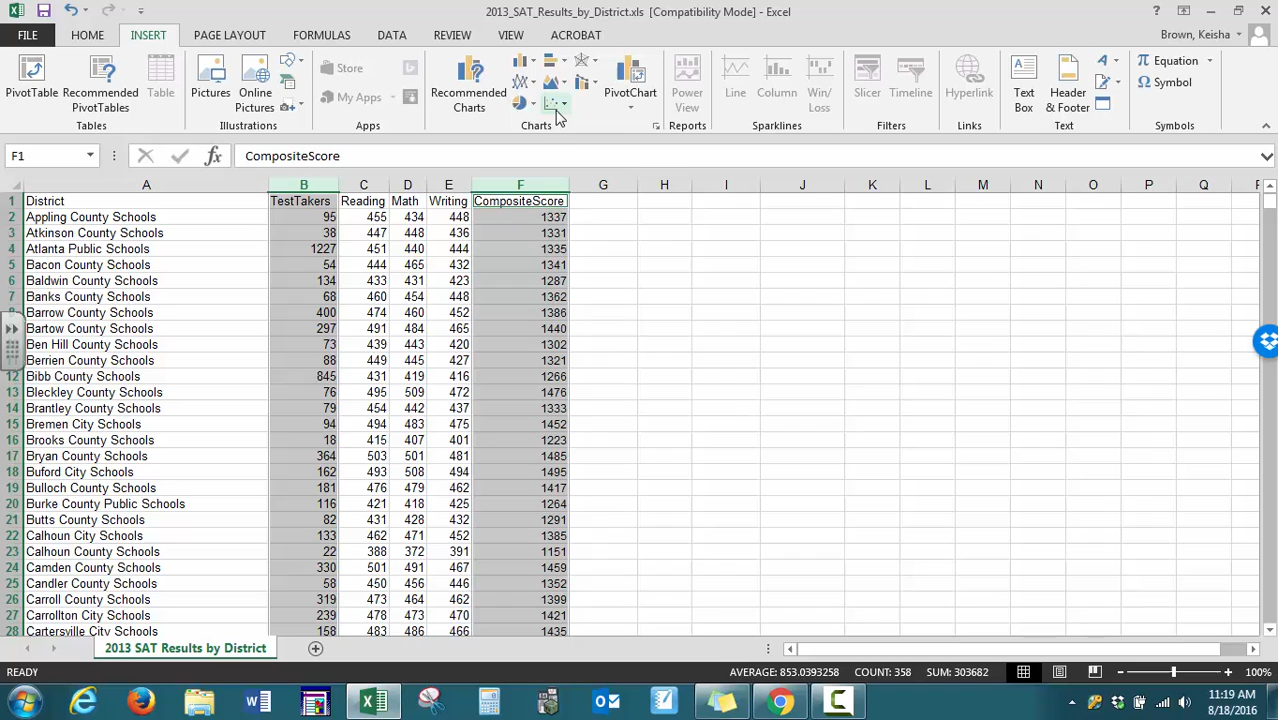 2013_SAT_Results_by_District.xls [Compatibility Mode] - Excel
FILE HOME INSERT PAGE LAYOUT FORMULAS DATA REVIEW VIEW ACROBAT Brown, Keisha
PivotTable Recommended PivotTables Table Pictures Online Pictures Store My Apps Recommended Charts PivotChart Power View Line Column Win/Loss Slicer Timeline Hyperlink Text Box Header & Footer Equation Symbol
Tables Illustrations Apps Charts Reports Sparklines Filters Links Text Symbols
F1 fx CompositeScore
A B C D E F G H I J K L M N O P Q
1 District TestTakers Reading Math Writing CompositeScore
2 Appling County Schools 95 455 434 448 1337
3 Atkinson County Schools 38 447 448 436 1331
4 Atlanta Public Schools 1227 451 440 444 1335
5 Bacon County Schools 54 444 465 432 1341
6 Baldwin County Schools 134 433 431 423 1287
7 Banks County Schools 68 460 454 448 1362
Barrow County Schools 400 474 460 452 1386
Bartow County Schools 297 491 484 465 1440
Ben Hill County Schools 73 439 443 420 1302
Berrien County Schools 88 449 445 427 1321
12 Bibb County Schools 845 431 419 416 1266
13 Bleckley County Schools 76 495 509 472 1476
14 Brantley County Schools 79 454 442 437 1333
15 Bremen City Schools 94 494 483 475 1452
16 Brooks County Schools 18 415 407 401 1223
17 Bryan County Schools 364 503 501 481 1485
18 Buford City Schools 162 493 508 494 1495
19 Bulloch County Schools 181 476 479 462 1417
20 Burke County Public Schools 116 421 418 425 1264
21 Butts County Schools 82 431 428 432 1291
22 Calhoun City Schools 133 462 471 452 1385
23 Calhoun County Schools 22 388 372 391 1151
24 Camden County Schools 330 501 491 467 1459
25 Candler County Schools 58 450 456 446 1352
26 Carroll County Schools 319 473 464 462 1399
27 Carrollton City Schools 239 478 473 470 1421
28 Cartersville City Schools 158 483 486 466 1435
2013 SAT Results by District
READY AVERAGE: 853.0393258 COUNT: 358 SUM: 303682 100%
11:19 AM
8/18/2016